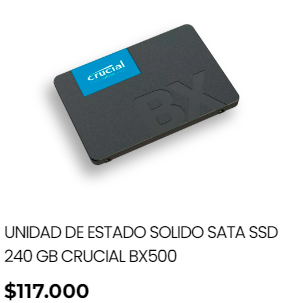 crucial
BX
UNIDAD DE ESTADO SOLIDO SATA SSD
240 GB CRUCIAL BX500
$117.000